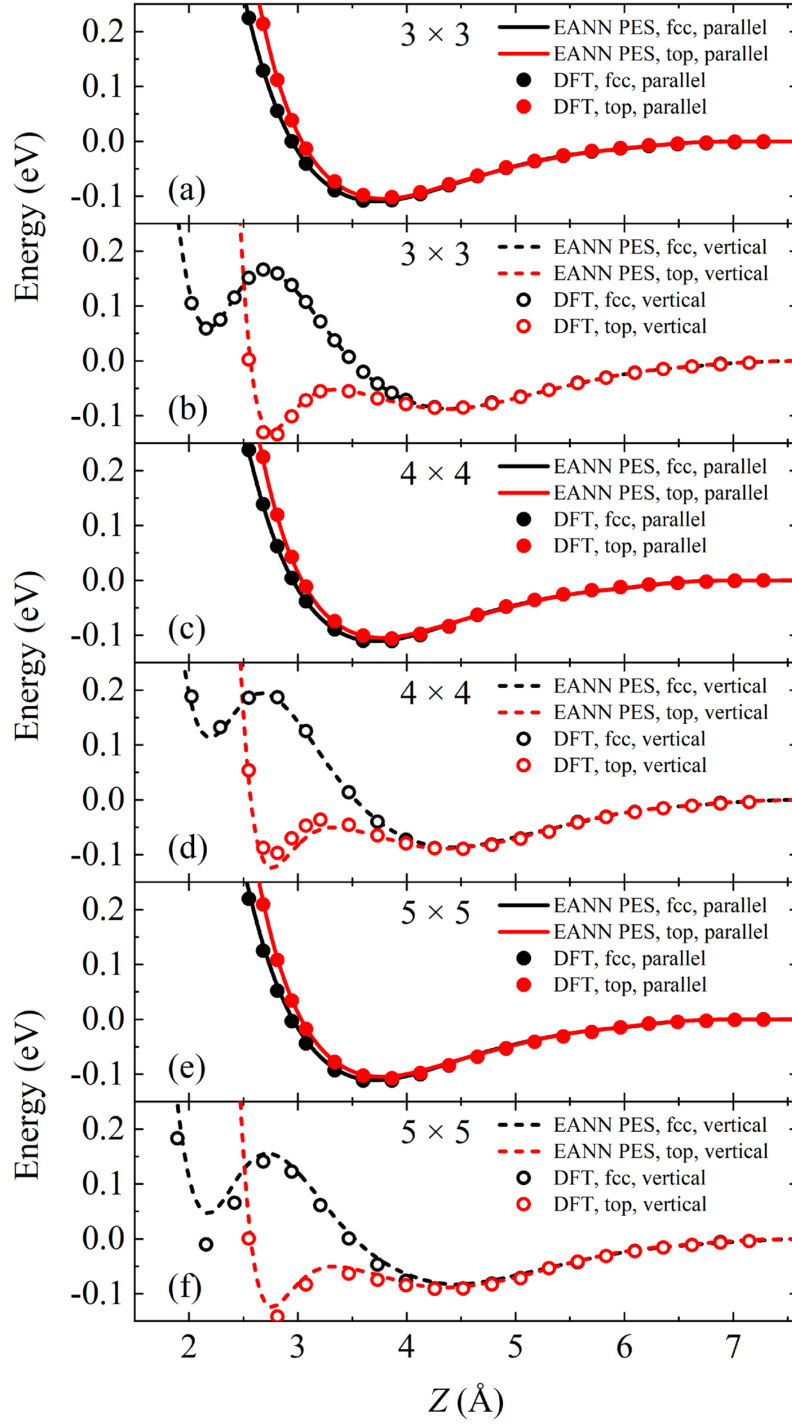 0.2
0.1
0.0
-0.1
3 × 3
EANN PES, fcc, parallel
EANN PES, top, parallel
DFT, fcc, parallel
DFT, top, parallel
(a)
Energy (eV)
0.2
0.1
0.0
-0.1
3 × 3
EANN PES, fcc, vertical
EANN PES, top, vertical
DFT, fcc, vertical
DFT, top, vertical
(b)
0.2
0.1
0.0
-0.1
4 × 4
EANN PES, fcc, parallel
EANN PES, top, parallel
DFT, fcc, parallel
DFT, top, parallel
(c)
Energy (eV)
0.2
0.1
0.0
-0.1
4 × 4
EANN PES, fcc, vertical
EANN PES, top, vertical
DFT, fcc, vertical
DFT, top, vertical
(d)
0.2
0.1
0.0
-0.1
5 × 5
EANN PES, fcc, parallel
EANN PES, top, parallel
DFT, fcc, parallel
DFT, top, parallel
(e)
Energy (eV)
0.2
0.1
0.0
-0.1
5 × 5
EANN PES, fcc, vertical
EANN PES, top, vertical
DFT, fcc, vertical
DFT, top, vertical
(f)
2 3 4 5 6 7
Z (Å)